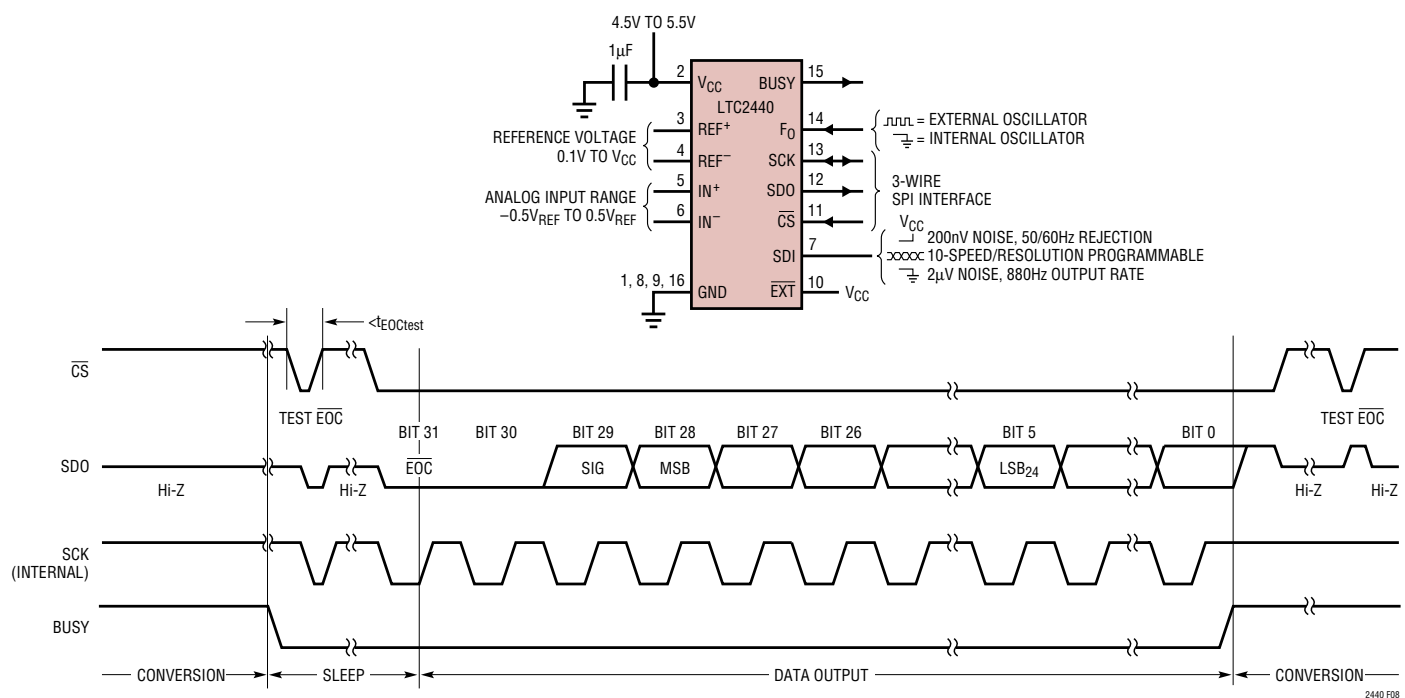 4.5V TO 5.5V
1µF
2 VCC BUSY 15
LTC2440
REFERENCE VOLTAGE
0.1V TO VCC
3 REF+ FO 14
= EXTERNAL OSCILLATOR
= INTERNAL OSCILLATOR
4 REF− SCK 13
ANALOG INPUT RANGE
−0.5VREF TO 0.5VREF
5 IN+ SDO 12
3-WIRE
SPI INTERFACE
6 IN− CS 11
SDI 7
VCC
200nV NOISE, 50/60Hz REJECTION
10-SPEED/RESOLUTION PROGRAMMABLE
2µV NOISE, 880Hz OUTPUT RATE
1, 8, 9, 16 GND EXT 10 VCC
<tEOCtest
CS
TEST EOC TEST EOC
BIT 31 BIT 30 BIT 29 BIT 28 BIT 27 BIT 26 BIT 5 BIT 0
SDO EOC SIG MSB LSB24
Hi-Z Hi-Z Hi-Z Hi-Z
SCK
(INTERNAL)
BUSY
CONVERSION SLEEP DATA OUTPUT CONVERSION
2440 F08